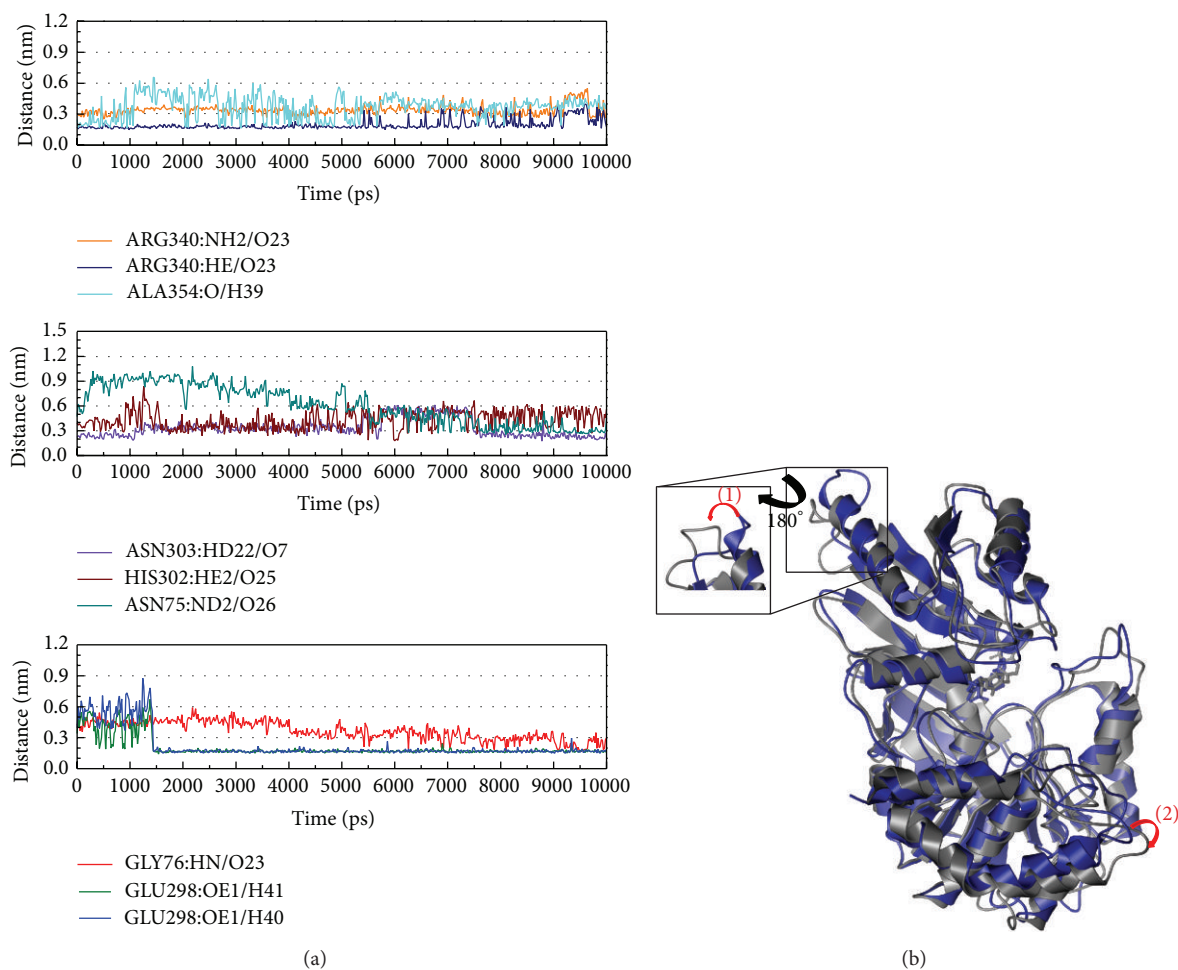 1.2
0.9
0.6
0.3
0.0
Distance (nm)
0 1000 2000 3000 4000 5000 6000 7000 8000 9000 10000
Time (ps)
ARG340:NH2/O23
ARG340:HE/O23
ALA354:O/H39
1.5
1.2
0.9
0.6
0.3
0.0
Distance (nm)
0 1000 2000 3000 4000 5000 6000 7000 8000 9000 10000
Time (ps)
ASN303:HD22/O7
HIS302:HE2/O25
ASN75:ND2/O26
1.2
0.9
0.6
0.3
0.0
Distance (nm)
0 1000 2000 3000 4000 5000 6000 7000 8000 9000 10000
Time (ps)
GLY76:HN/O23
GLU298:OE1/H41
GLU298:OE1/H40
(a)
(1)
180°
(2)
(b)